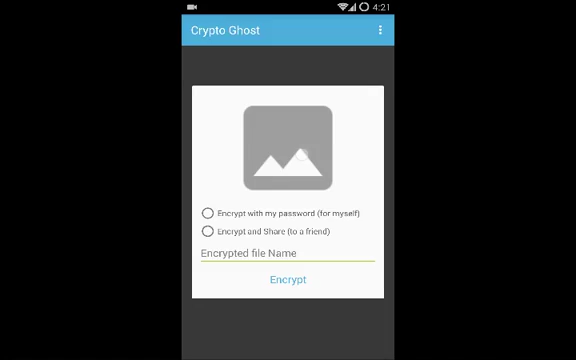 4:21
Crypto Ghost
Encrypt with my password (for myself)
Encrypt and Share (to a friend)
Encrypted file Name
Encrypt